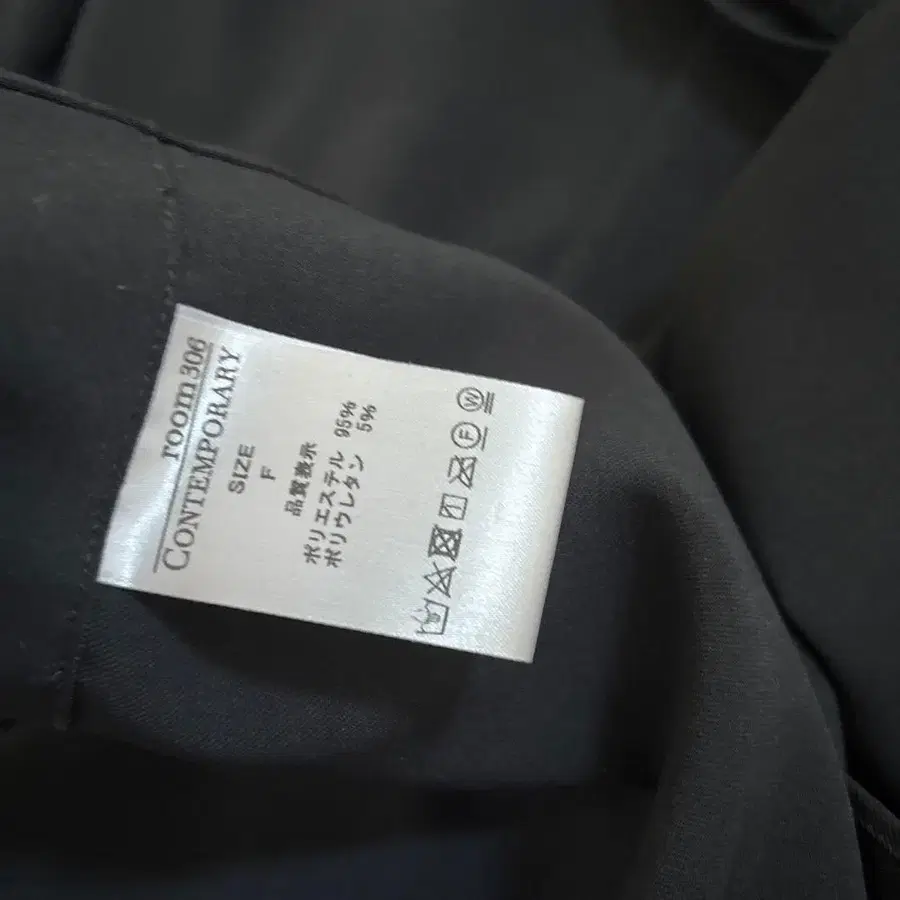 room306
CONTEMPORARY
SIZE
F
品質表示
ポリエステル 95%
ポリウレタン 5%
F W